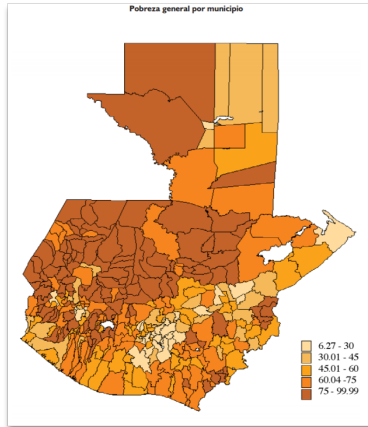 Pobreza general por municipio
6.27 - 30
30.01 - 45
45.01 - 60
60.04 -75
75 - 99.99